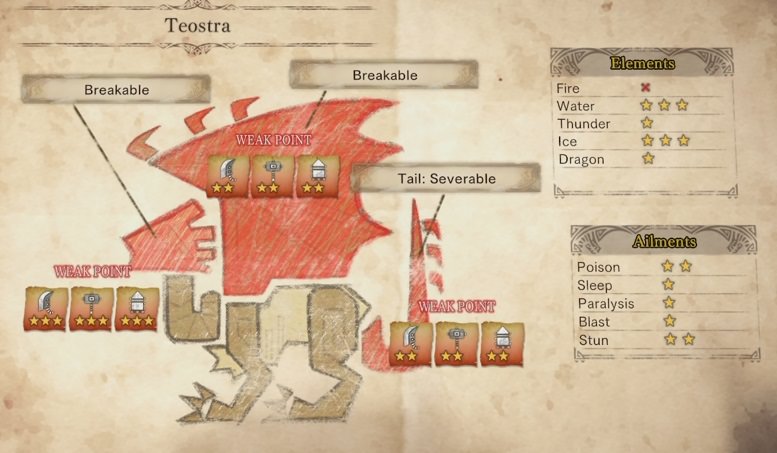 Teostra
Breakable
Breakable
WEAK POINT
Tail: Severable
WEAK POINT
WEAK POINT
Elements
Fire
Water
Thunder
Ice
Dragon
Ailments
Poison
Sleep
Paralysis
Blast
Stun